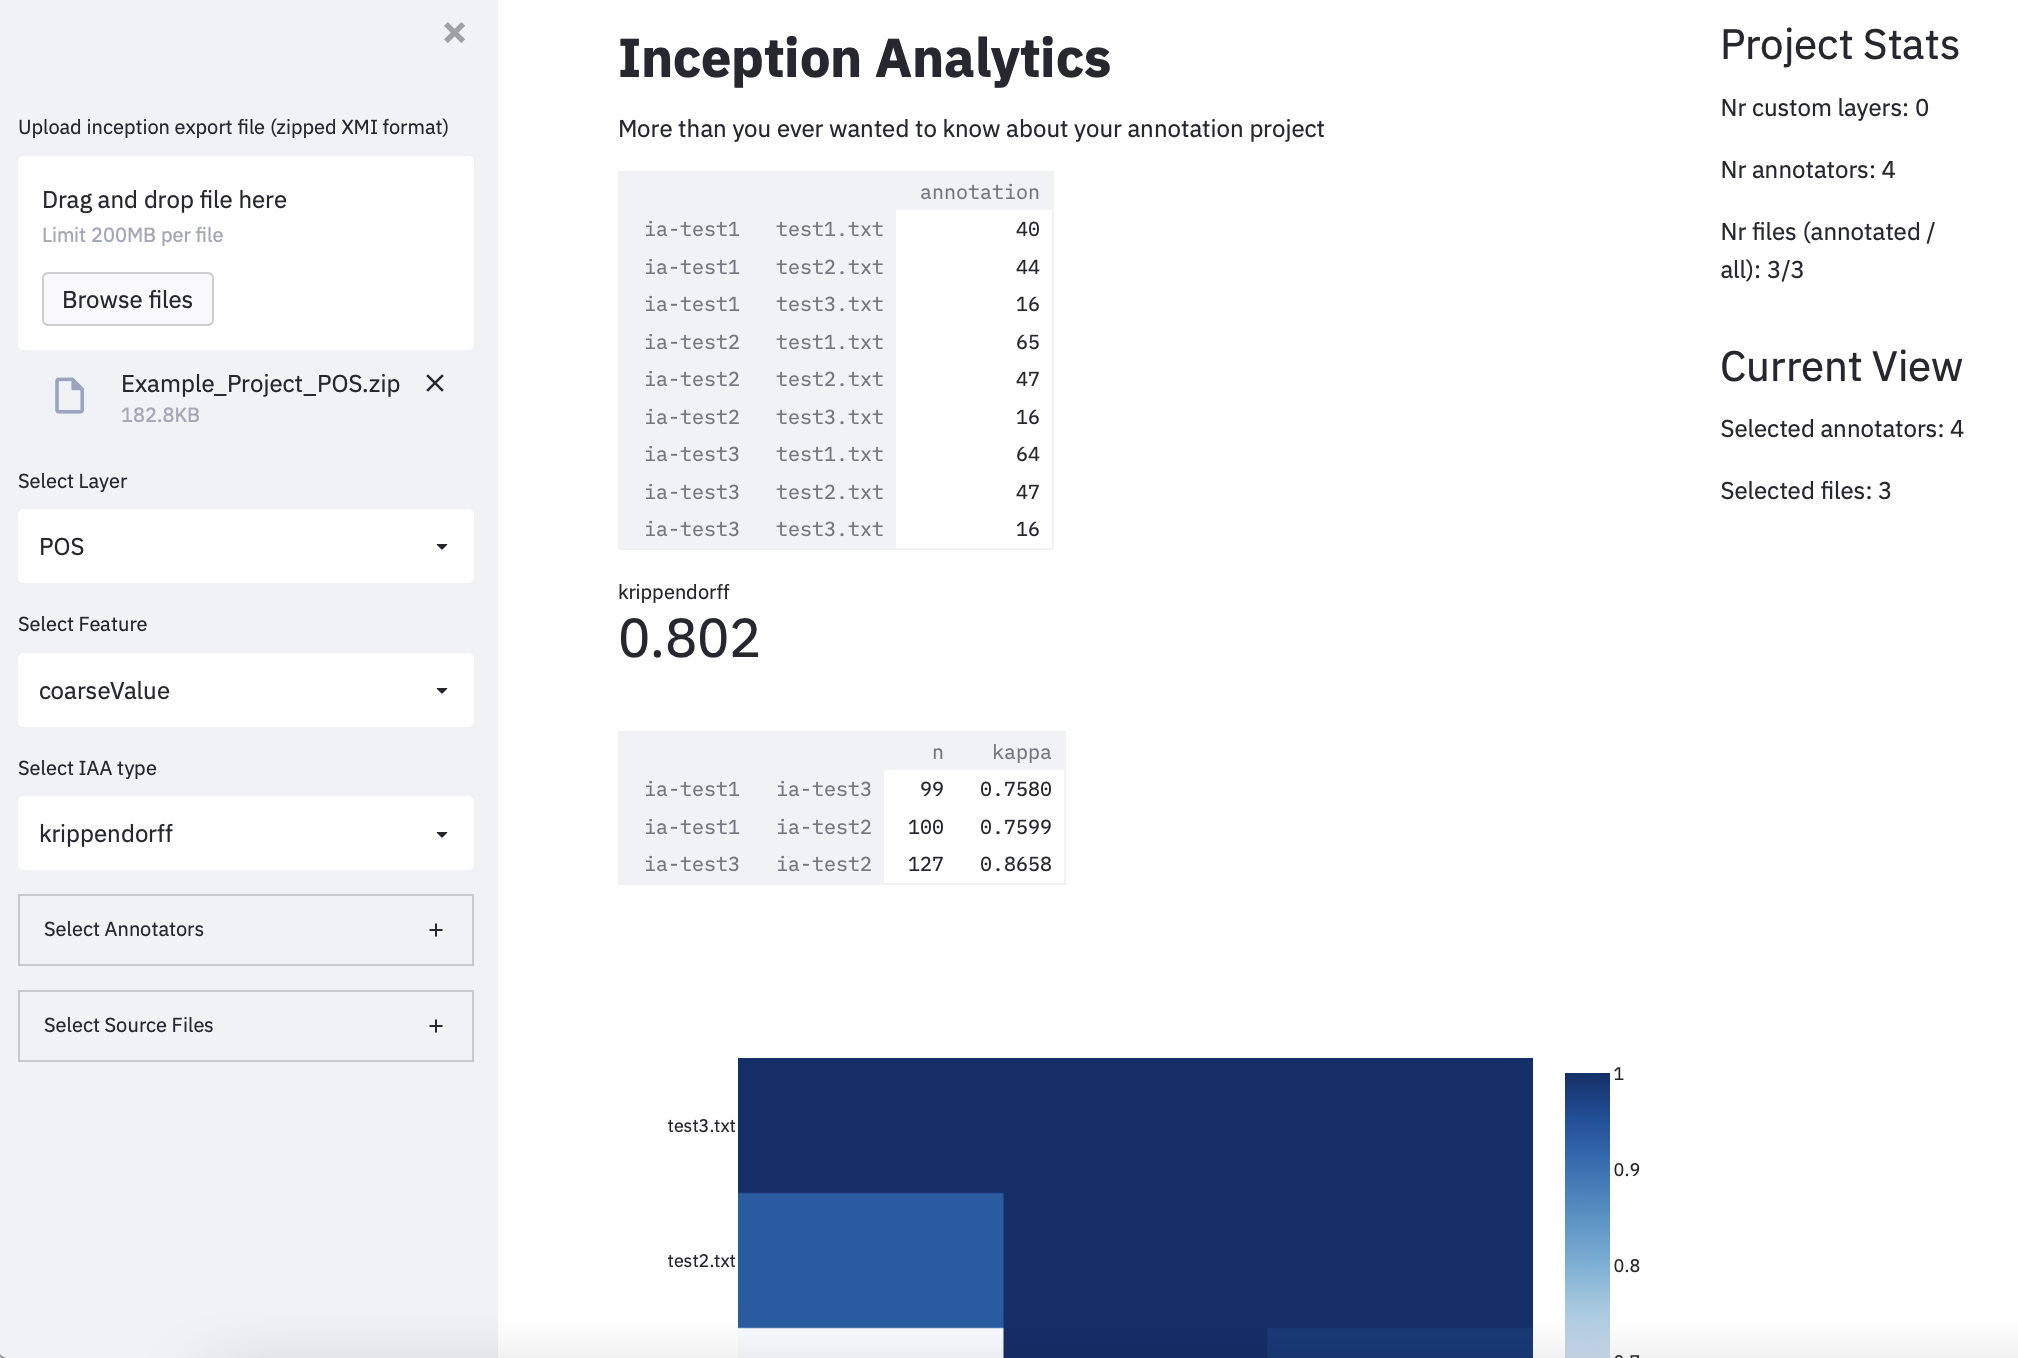 Upload inception export file (zipped XMI format)
Drag and drop file here
Limit 200MB per file
Browse files
Example_Project_POS.zip
182.8KB
Select Layer
POS
Select Feature
coarseValue
Select IAA type
krippendorff
Select Annotators
Select Source Files
Inception Analytics
More than you ever wanted to know about your annotation project
annotation
ia-test1 test1.txt 40
ia-test1 test2.txt 44
ia-test1 test3.txt 16
ia-test2 test1.txt 65
ia-test2 test2.txt 47
ia-test2 test3.txt 16
ia-test3 test1.txt 64
ia-test3 test2.txt 47
ia-test3 test3.txt 16
krippendorff
0.802
n kappa
ia-test1 ia-test3 99 0.7580
ia-test1 ia-test2 100 0.7599
ia-test3 ia-test2 127 0.8658
test3.txt
test2.txt
1
0.9
0.8
Project Stats
Nr custom layers: 0
Nr annotators: 4
Nr files (annotated /
all): 3/3
Current View
Selected annotators: 4
Selected files: 3